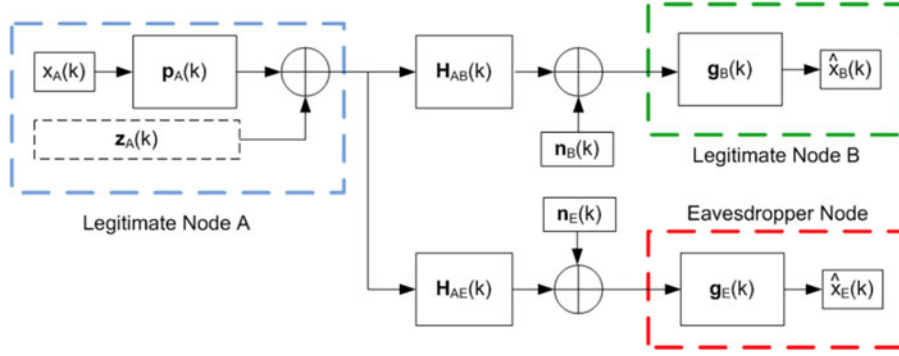 x_A(k)
p_A(k)
z_A(k)
Legitimate Node A
H_AB(k)
n_B(k)
g_B(k)
x̂_B(k)
Legitimate Node B
n_E(k)
Eavesdropper Node
H_AE(k)
g_E(k)
x̂_E(k)